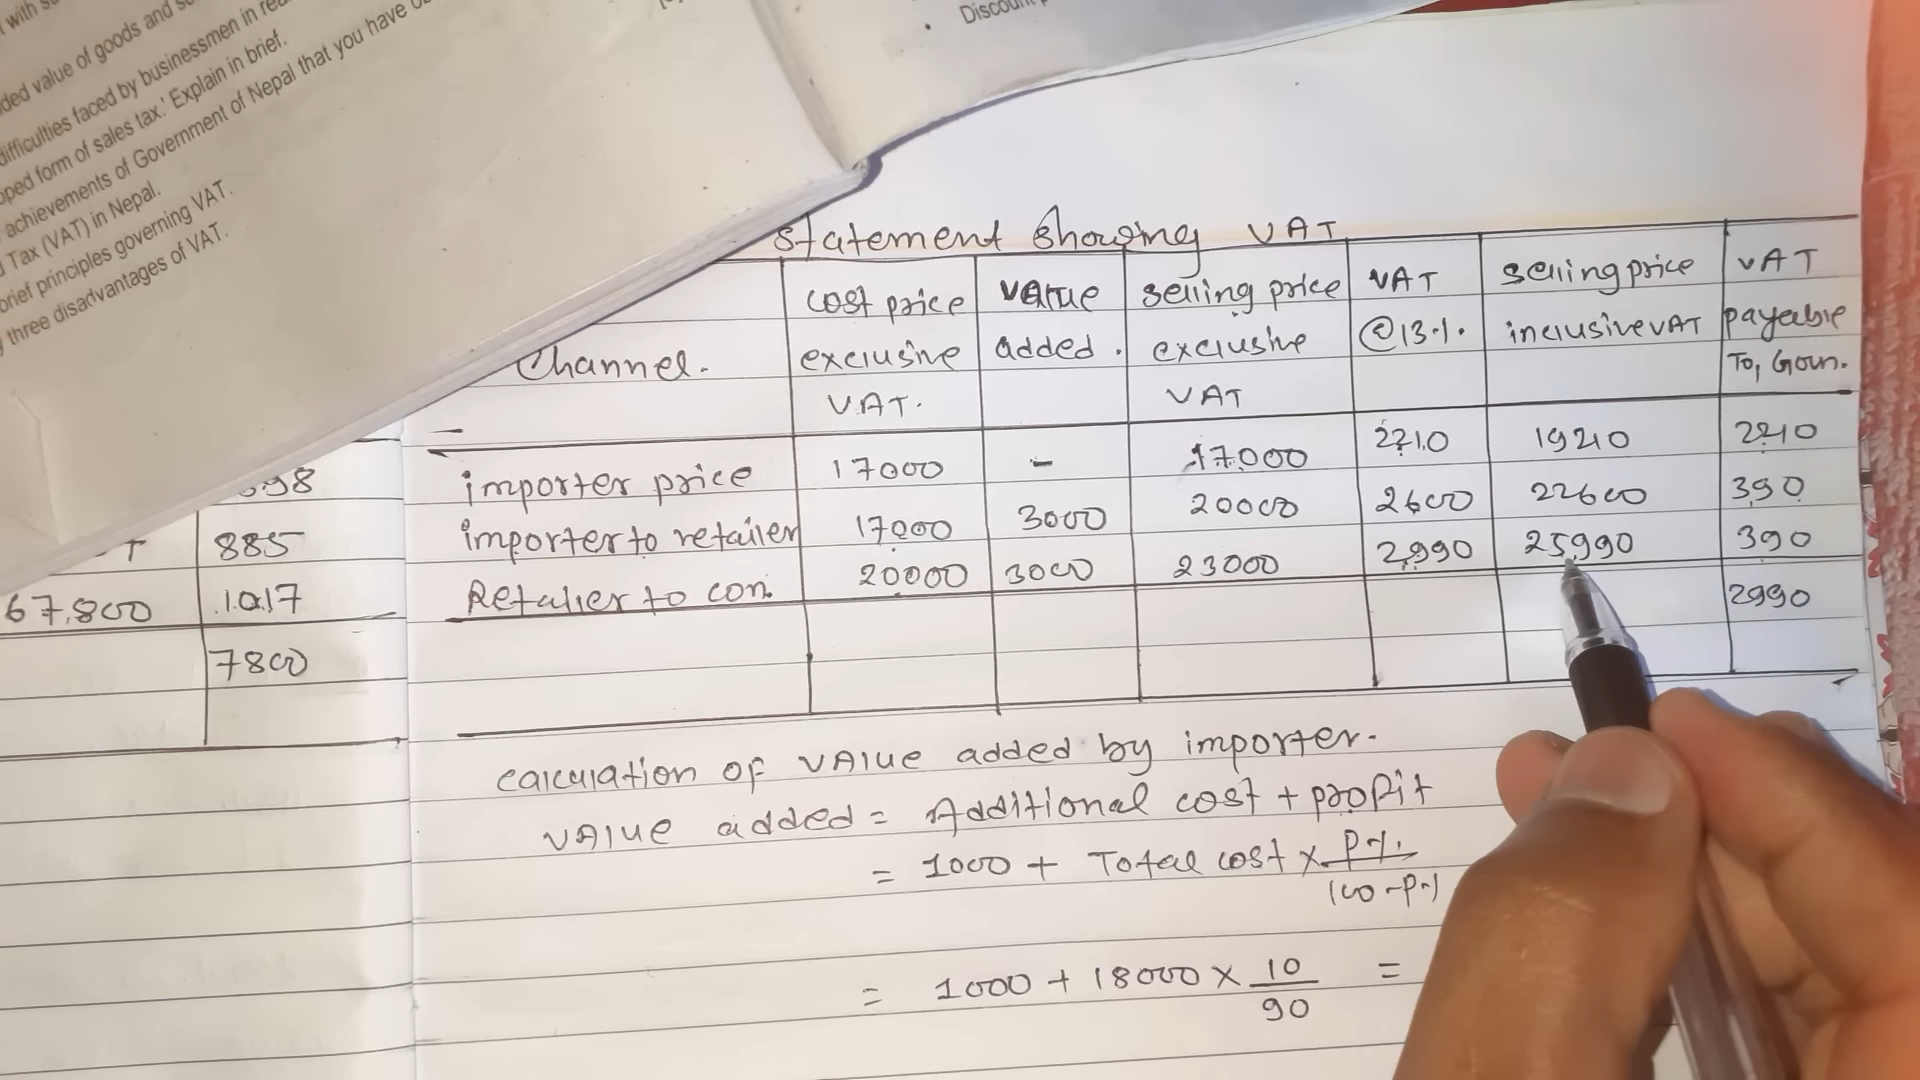 with
ded value of goods and
difficulties faced by businessmen in
oped form of sales tax.' Explain in brief.
achievements of Government of Nepal that you have
Tax (VAT) in Nepal.
brief principles governing VAT.
three disadvantages of VAT.
• Discount
98
T 885
67,800 1017
7800
Statement showing VAT
Channel. cost price exclusive VAT. value added. selling price exclusive VAT VAT @13%. selling price inclusive VAT VAT payable To, Govn.
importer price 17000 - 17000 2210 19210 2210
importer to retailer 17000 3000 20000 2600 22600 390
Retalier to con. 20000 3000 23000 2990 25990 390
2990
calculation of value added by importer.
value added = Additional cost + profit
= 1000 + Total cost × P%/(100-P%)
= 1000 + 18000 × 10/90 =